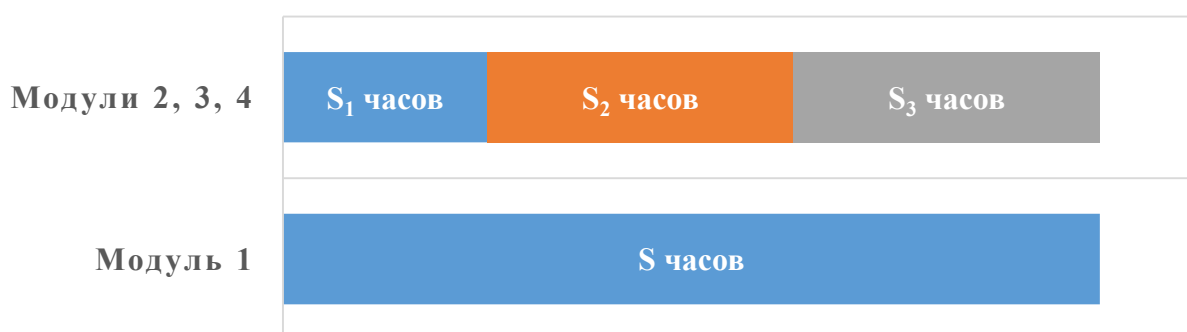 Модули 2, 3, 4
S₁ часов S₂ часов S₃ часов
Модуль 1
S часов